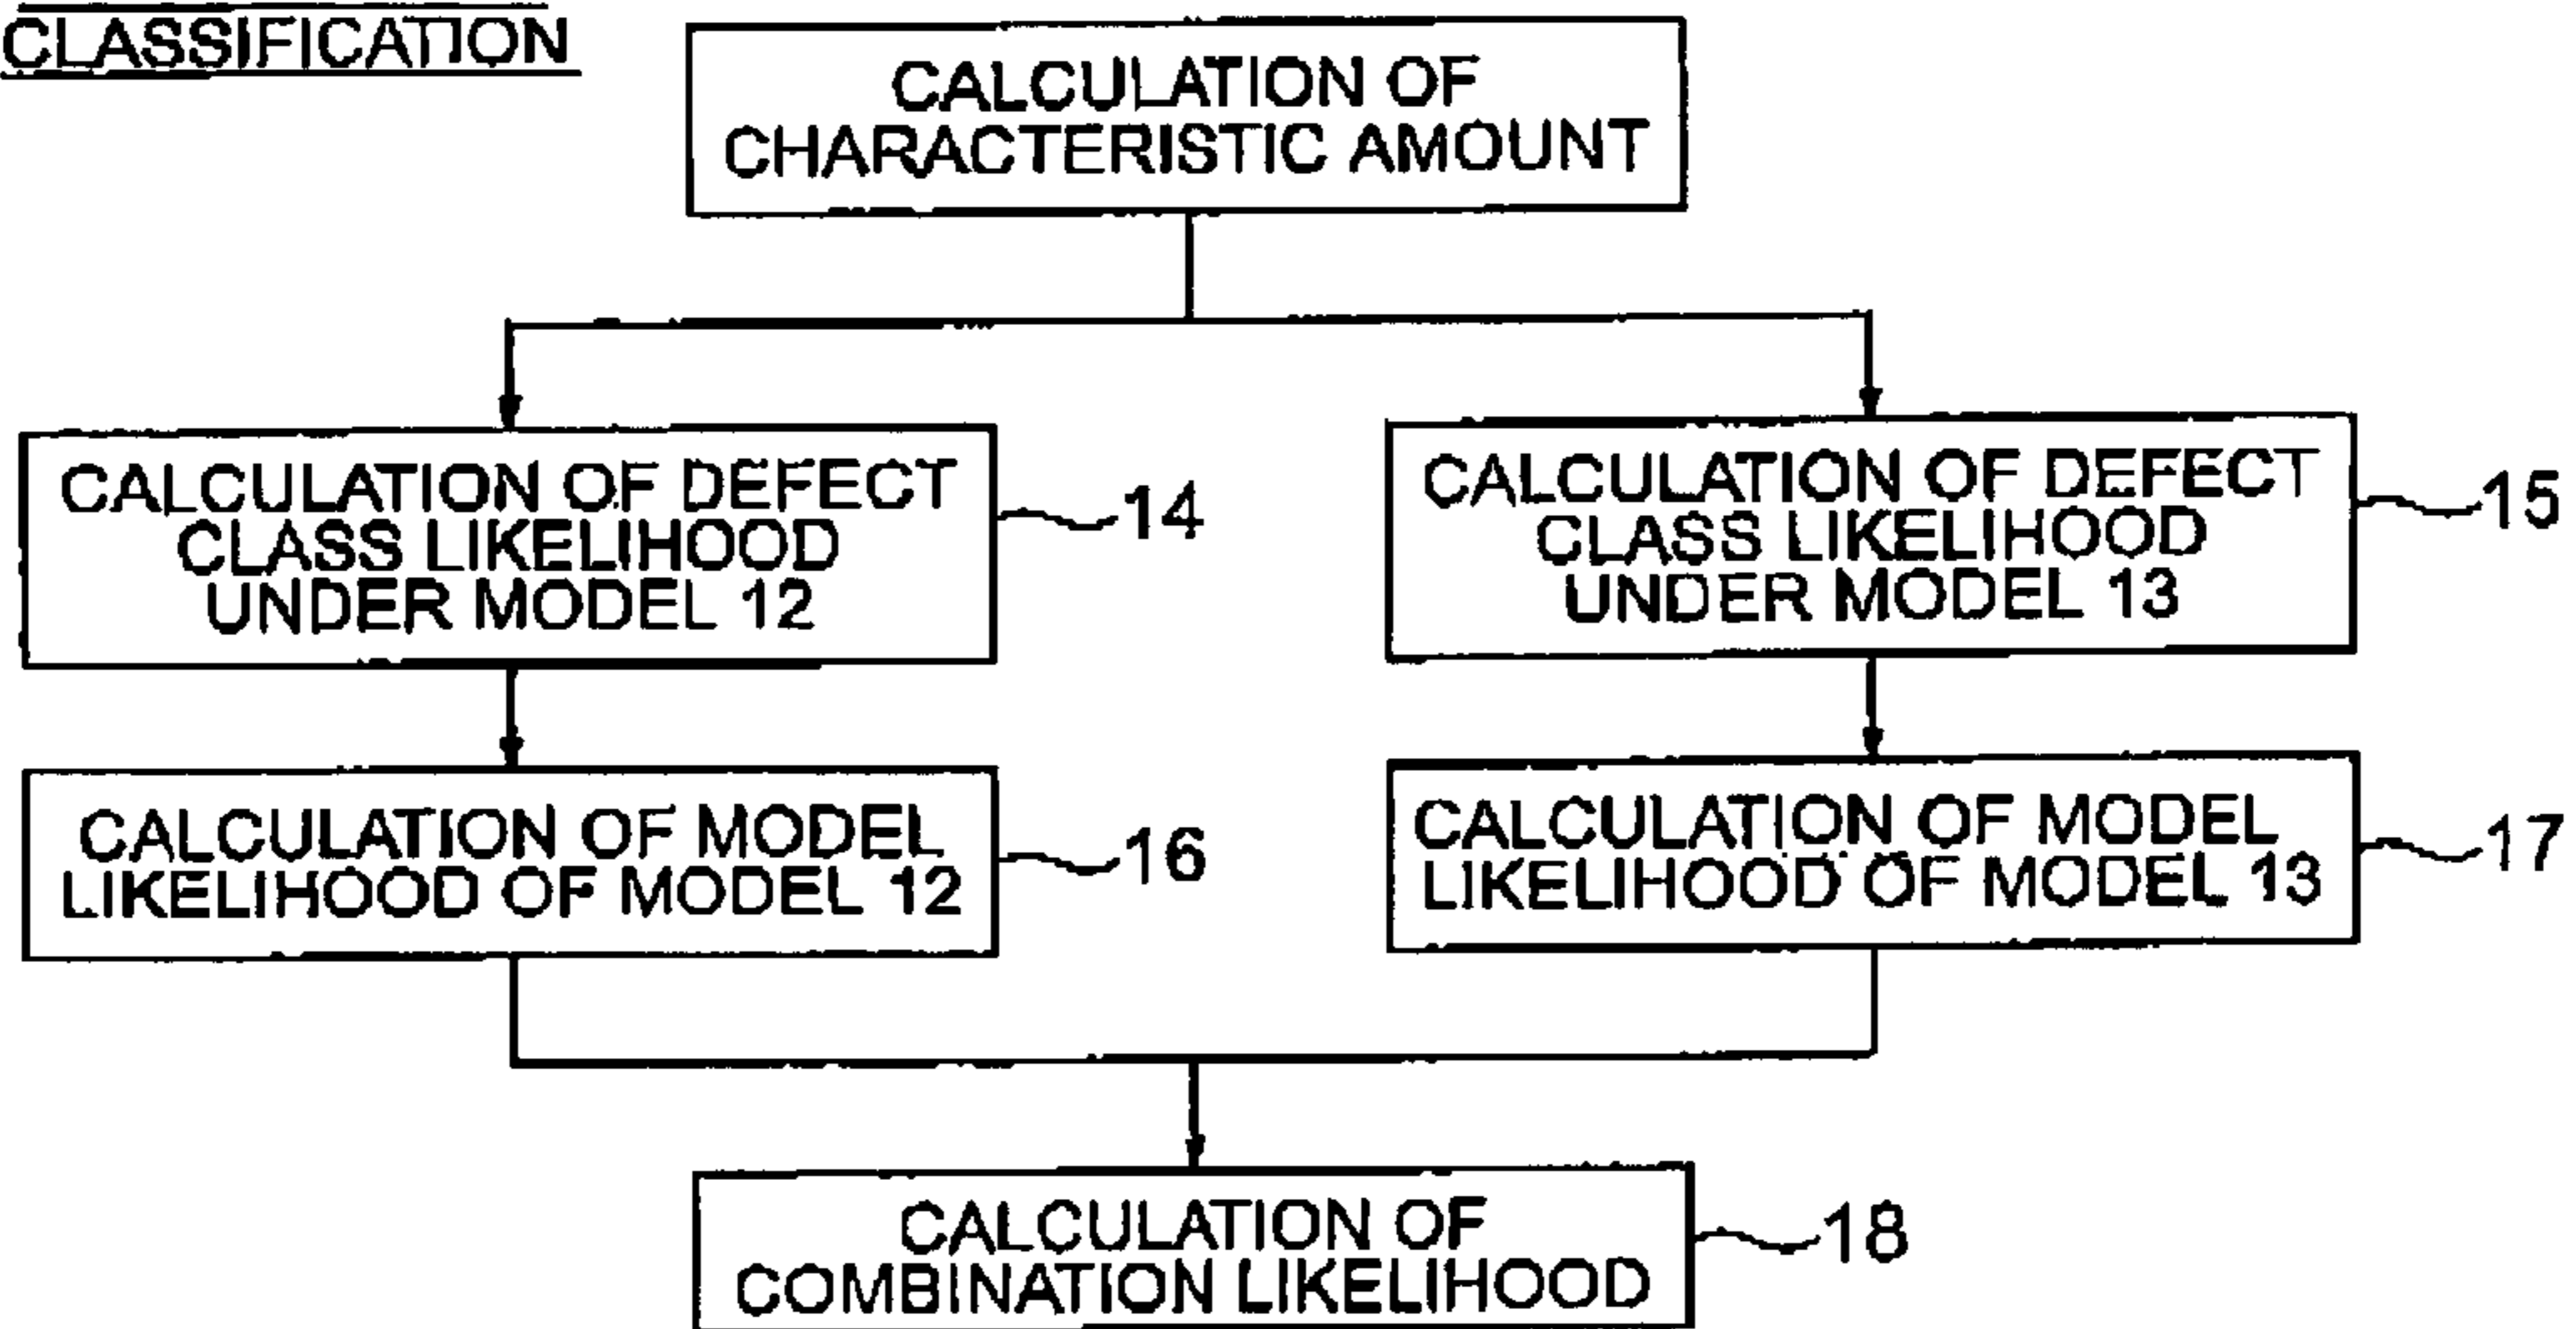 CLASSIFICATION
CALCULATION OF
CHARACTERISTIC AMOUNT
CALCULATION OF DEFECT
CLASS LIKELIHOOD
UNDER MODEL 12
14
CALCULATION OF DEFECT
CLASS LIKELIHOOD
UNDER MODEL 13
15
CALCULATION OF MODEL
LIKELIHOOD OF MODEL 12
16
CALCULATION OF MODEL
LIKELIHOOD OF MODEL 13
17
CALCULATION OF
COMBINATION LIKELIHOOD
18